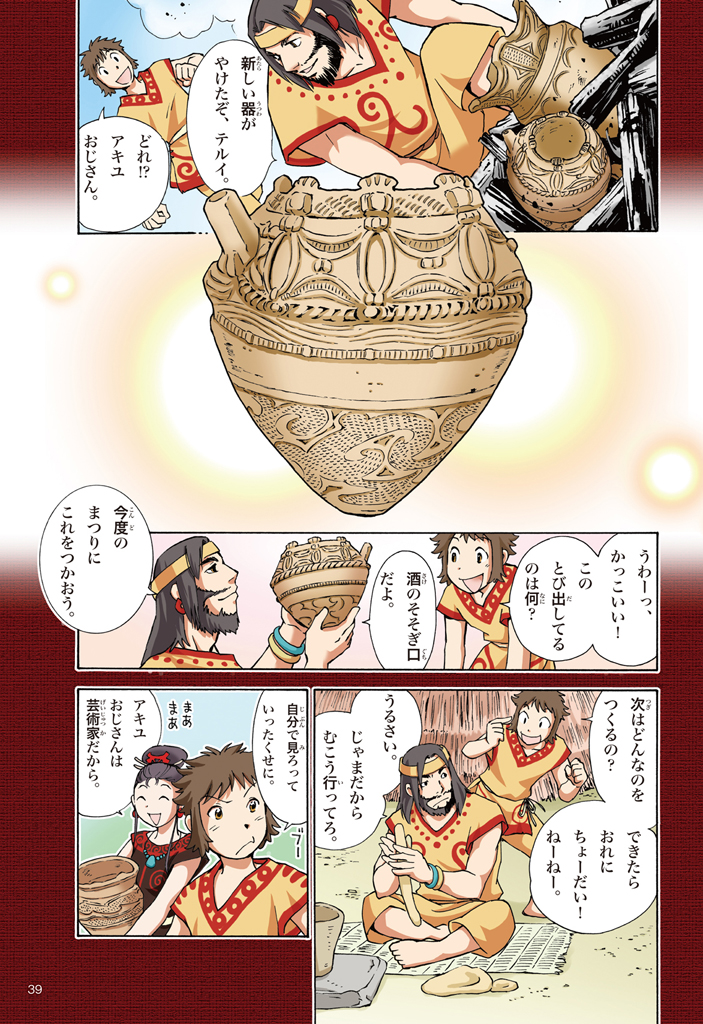 新しい器が
やけたぞ、テルイ。
どれ!?
アキユ
おじさん。
うわーっ、
かっこいい!
この
とび出してる
のは何?
酒のそそぎ口
だよ。
今度の
まつりに
これをつかおう。
次はどんなのを
つくるの?
できたら
おれに
ちょーだい!
ねーねー。
うるさい。
じゃまだから
むこう行ってろ。
自分で見ろって
いったくせに。
ブー
まあ
まあ
アキユ
おじさんは
芸術家だから。
39